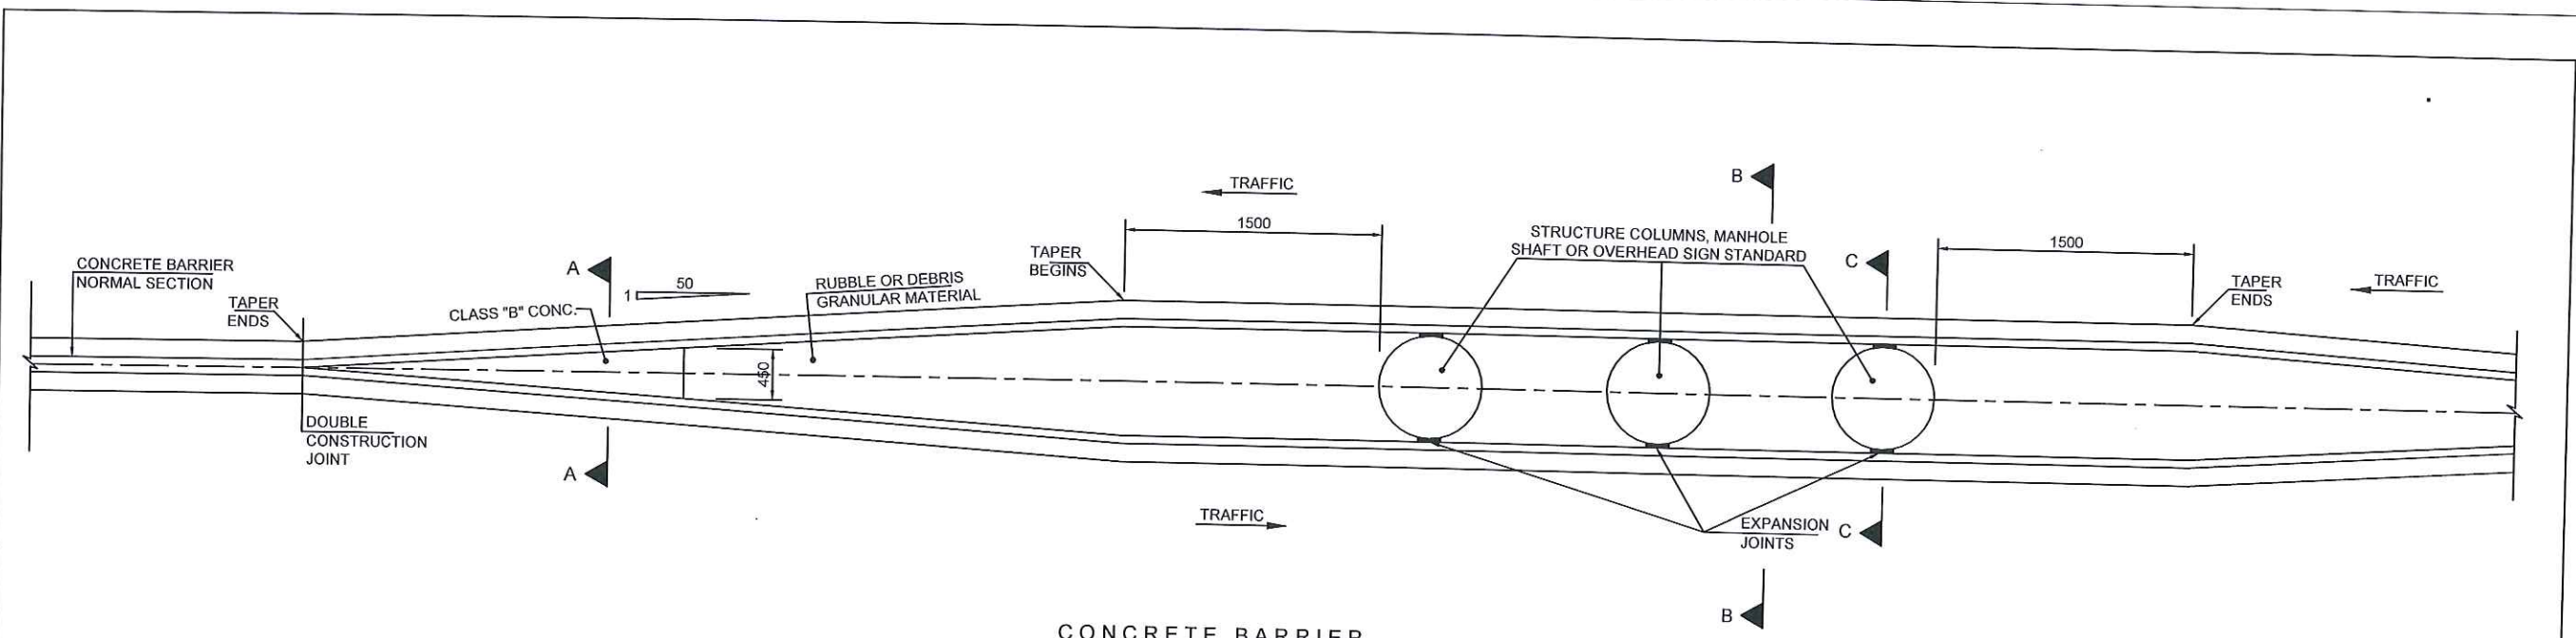 TRAFFIC
B
1500
STRUCTURE COLUMNS, MANHOLE
SHAFT OR OVERHEAD SIGN STANDARD
1500
CONCRETE BARRIER
NORMAL SECTION
TAPER
ENDS
A
1
50
CLASS "B" CONC.
RUBBLE OR DEBRIS
GRANULAR MATERIAL
TAPER
BEGINS
C
TAPER
ENDS
TRAFFIC
450
DOUBLE
CONSTRUCTION
JOINT
A
TRAFFIC
EXPANSION
JOINTS
C
B
CONCRETE BARRIER